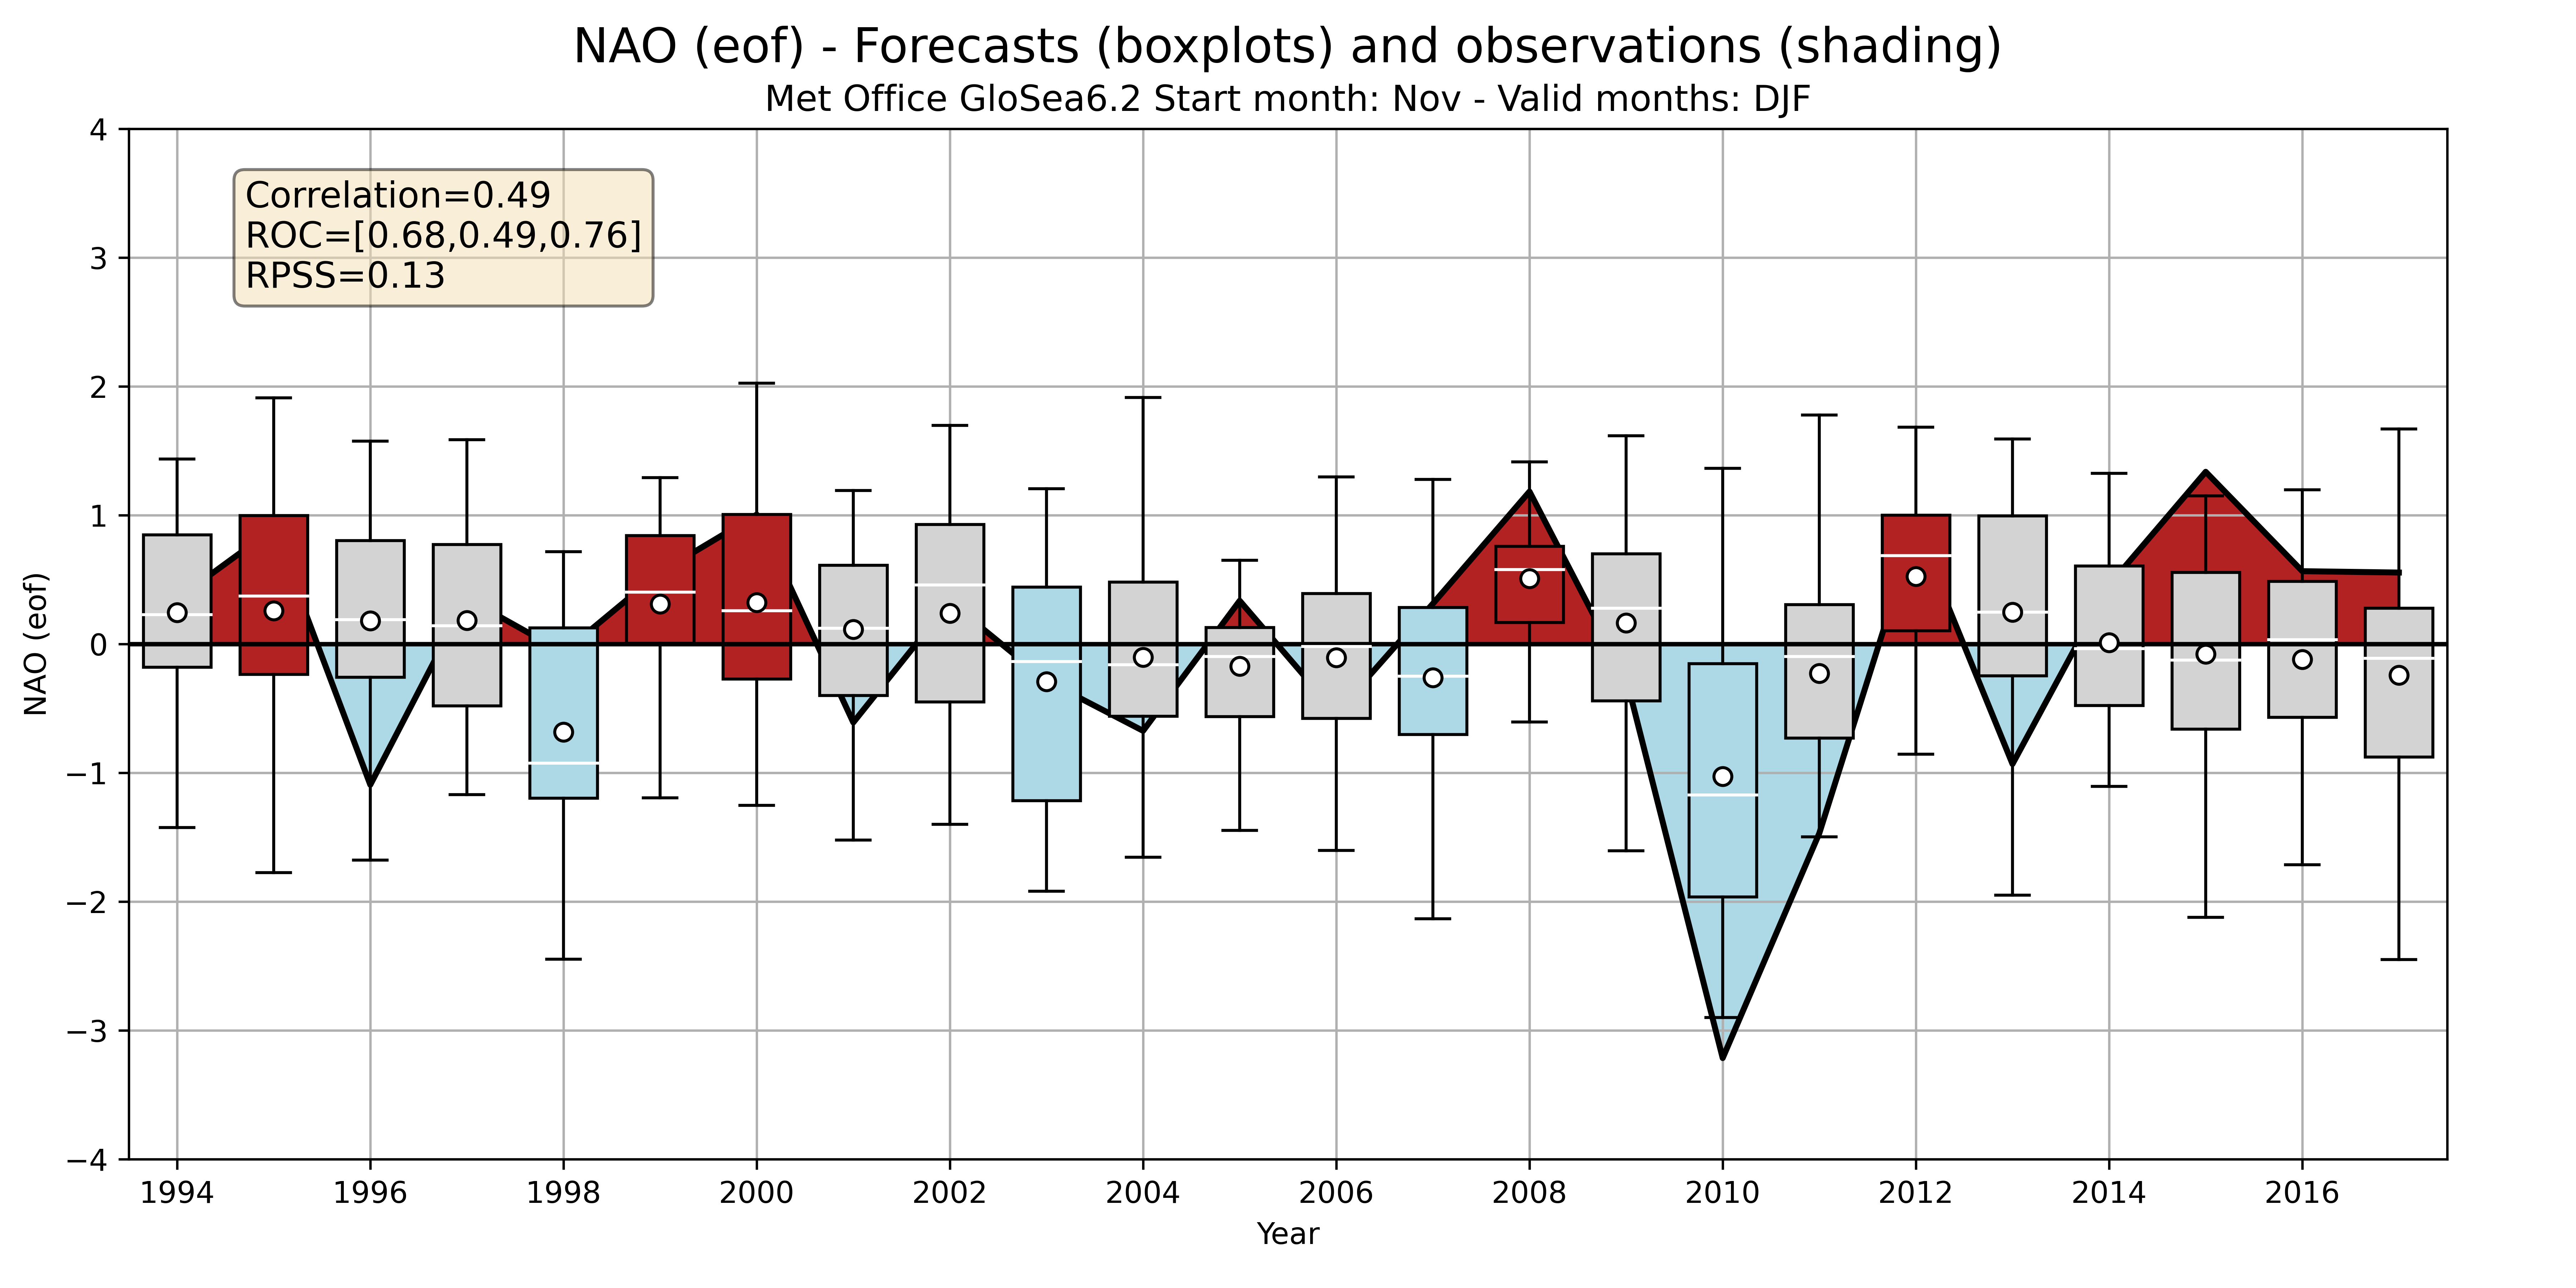 NAO (eof) - Forecasts (boxplots) and observations (shading)
Met Office GloSea6.2 Start month: Nov - Valid months: DJF
Correlation=0.49
ROC=[0.68,0.49,0.76]
RPSS=0.13
NAO (eof)
4
3
2
1
0
−1
−2
−3
−4
1994 1996 1998 2000 2002 2004 2006 2008 2010 2012 2014 2016
Year